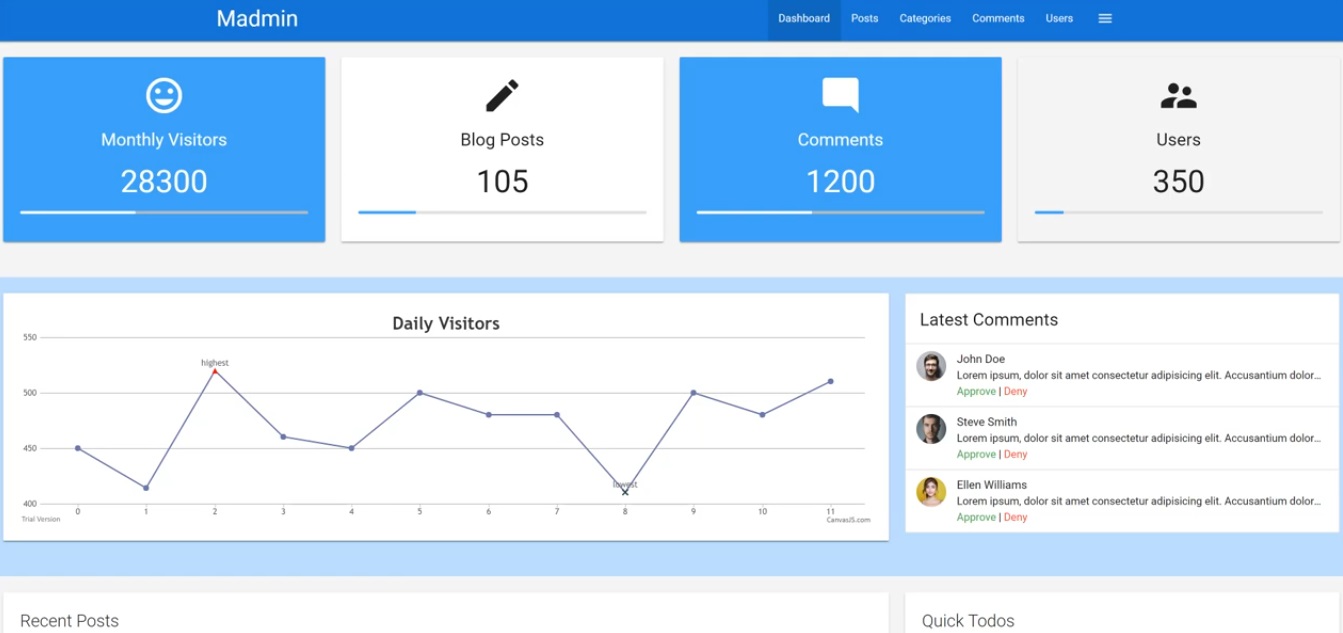 Madmin
Dashboard Posts Categories Comments Users
Monthly Visitors
28300
Blog Posts
105
Comments
1200
Users
350
Daily Visitors
550
500
450
400
highest
lowest
0 1 2 3 4 5 6 7 8 9 10 11
Trial Version
CanvasJS.com
Latest Comments
John Doe
Lorem ipsum, dolor sit amet consectetur adipisicing elit. Accusantium dolor...
Approve | Deny
Steve Smith
Lorem ipsum, dolor sit amet consectetur adipisicing elit. Accusantium dolor...
Approve | Deny
Ellen Williams
Lorem ipsum, dolor sit amet consectetur adipisicing elit. Accusantium dolor...
Approve | Deny
Recent Posts
Quick Todos